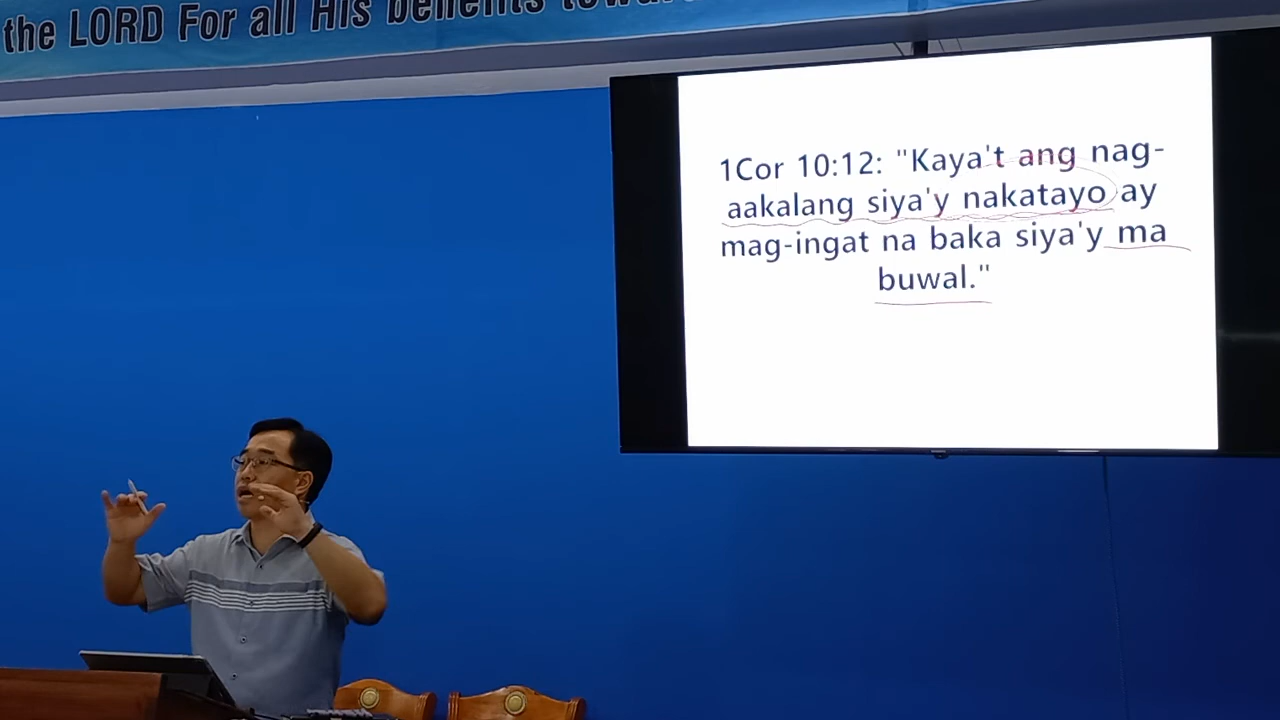 the LORD For all His benefits
1Cor 10:12: "Kaya't ang nag-
aakalang siya'y nakatayo ay
mag-ingat na baka siya'y ma
buwal."